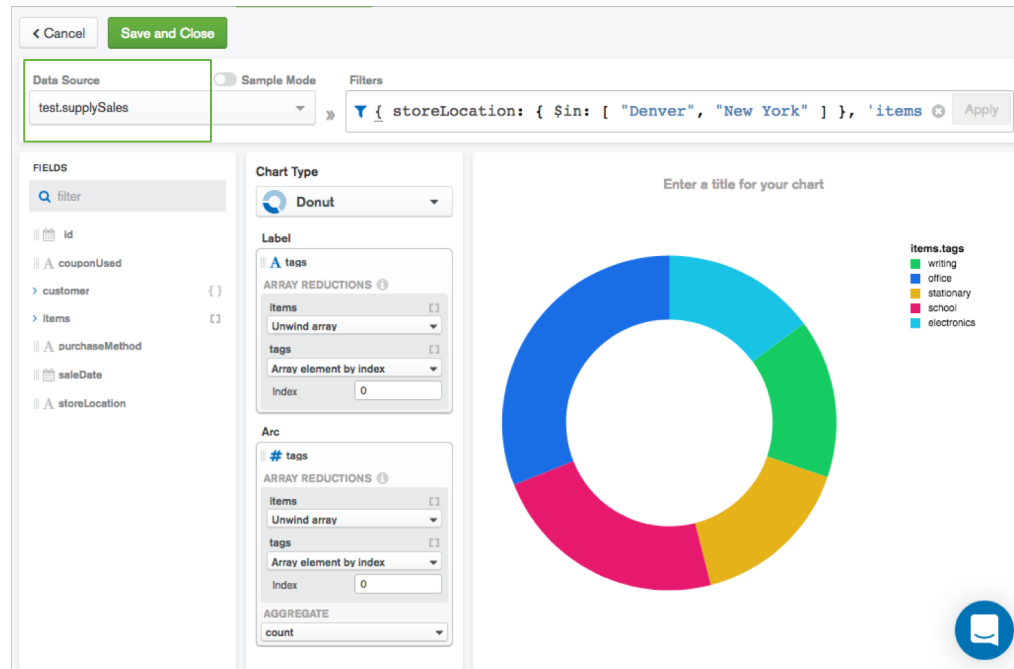 Cancel
Save and Close
Data Source
Sample Mode
Filters
test.supplySales
{ storeLocation: { $in: [ "Denver", "New York" ] }, 'items
Apply
FIELDS
filter
id
couponUsed
customer
{ }
items
[ ]
purchaseMethod
saleDate
storeLocation
Chart Type
Donut
Label
A tags
ARRAY REDUCTIONS
items
[ ]
Unwind array
tags
[ ]
Array element by index
Index
0
Arc
# tags
ARRAY REDUCTIONS
items
[ ]
Unwind array
tags
[ ]
Array element by index
Index
0
AGGREGATE
count
Enter a title for your chart
items.tags
writing
office
stationary
school
electronics